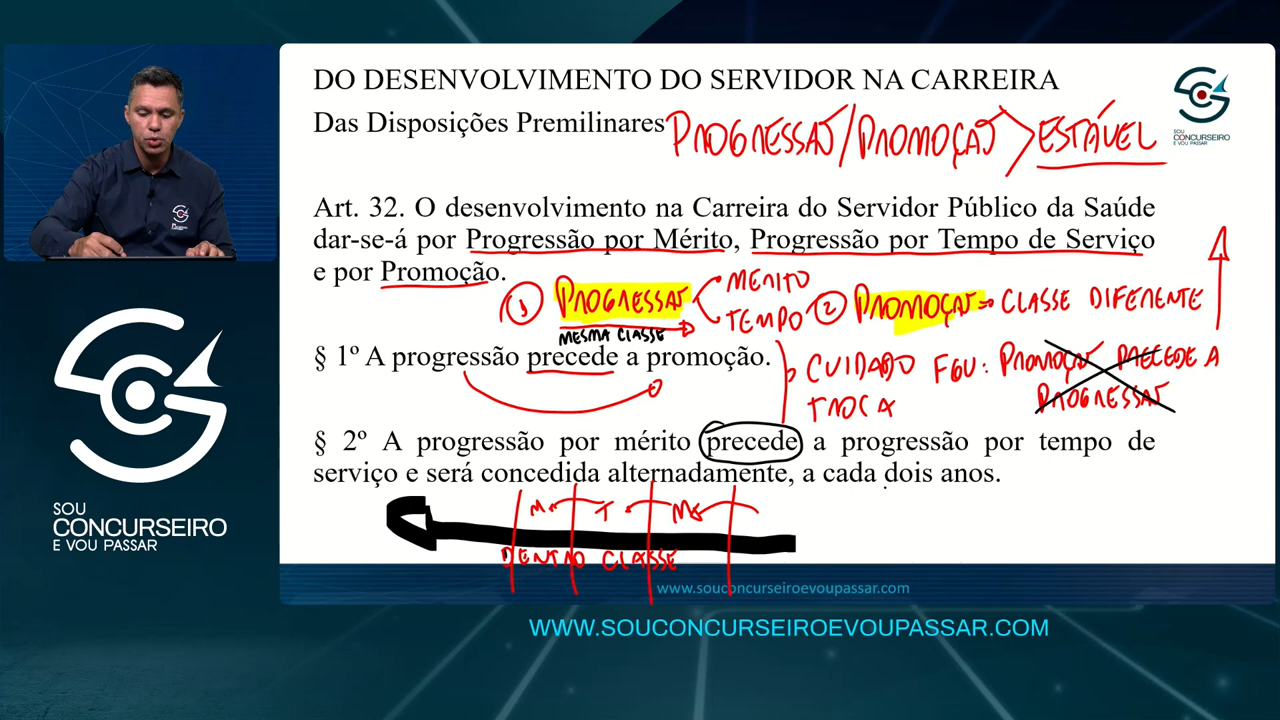 DO DESENVOLVIMENTO DO SERVIDOR NA CARREIRA
Das Disposições Premilinares
PROGRESSÃO/PROMOÇÃO > ESTÁVEL
SOU
CONCURSEIRO
E VOU PASSAR
Art. 32. O desenvolvimento na Carreira do Servidor Público da Saúde
dar-se-á por Progressão por Mérito, Progressão por Tempo de Serviço
e por Promoção.
1 PROGRESSÃO < MÉRITO
TEMPO
MESMA CLASSE
2 PROMOÇÃO → CLASSE DIFERENTE
§ 1º A progressão precede a promoção.
CUIDADO FGV: PROMOÇÃO PRECEDE A
TROCA PROGRESSÃO
§ 2º A progressão por mérito precede a progressão por tempo de
serviço e será concedida alternadamente, a cada dois anos.
M T M
DENTRO CLASSE
SOU
CONCURSEIRO
E VOU PASSAR
www.souconcurseiroevoupassar.com
WWW.SOUCONCURSEIROEVOUPASSAR.COM